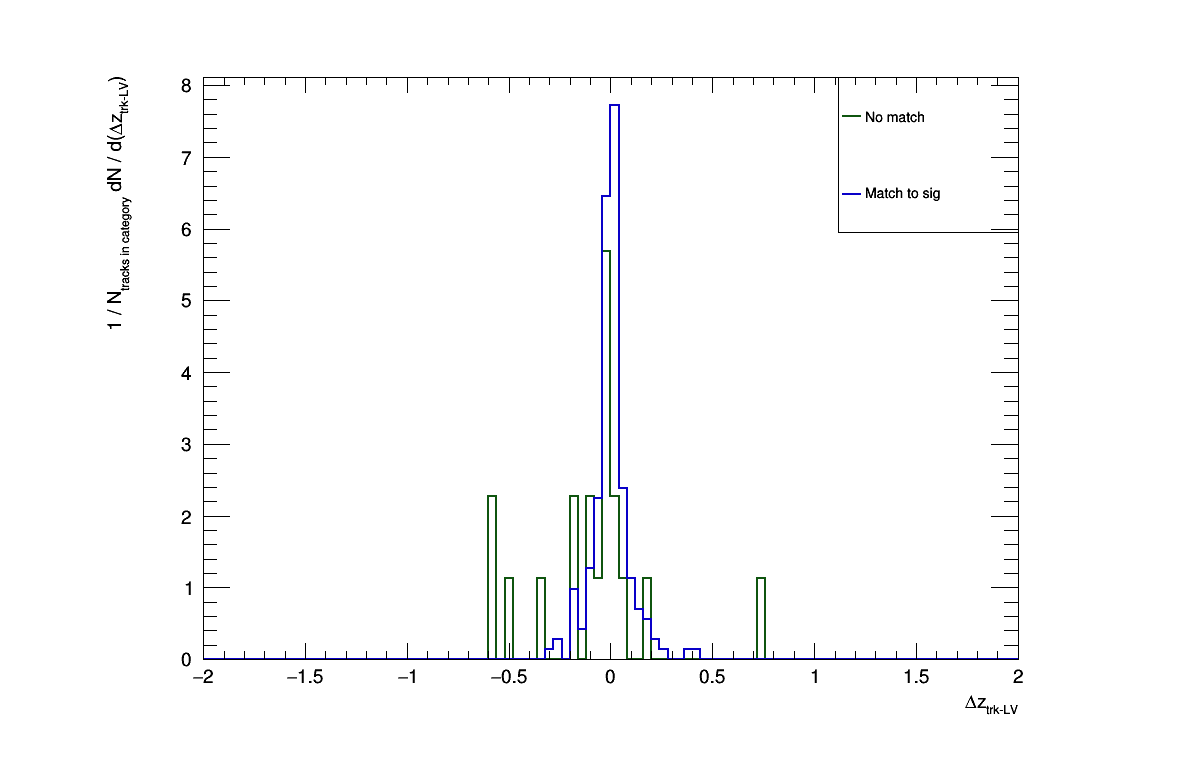 1 / N_tracks in category dN / d(Δz_trk-LV)
8
7
6
5
4
3
2
1
0
No match
Match to sig
−2 −1.5 −1 −0.5 0 0.5 1 1.5 2
Δz_trk-LV